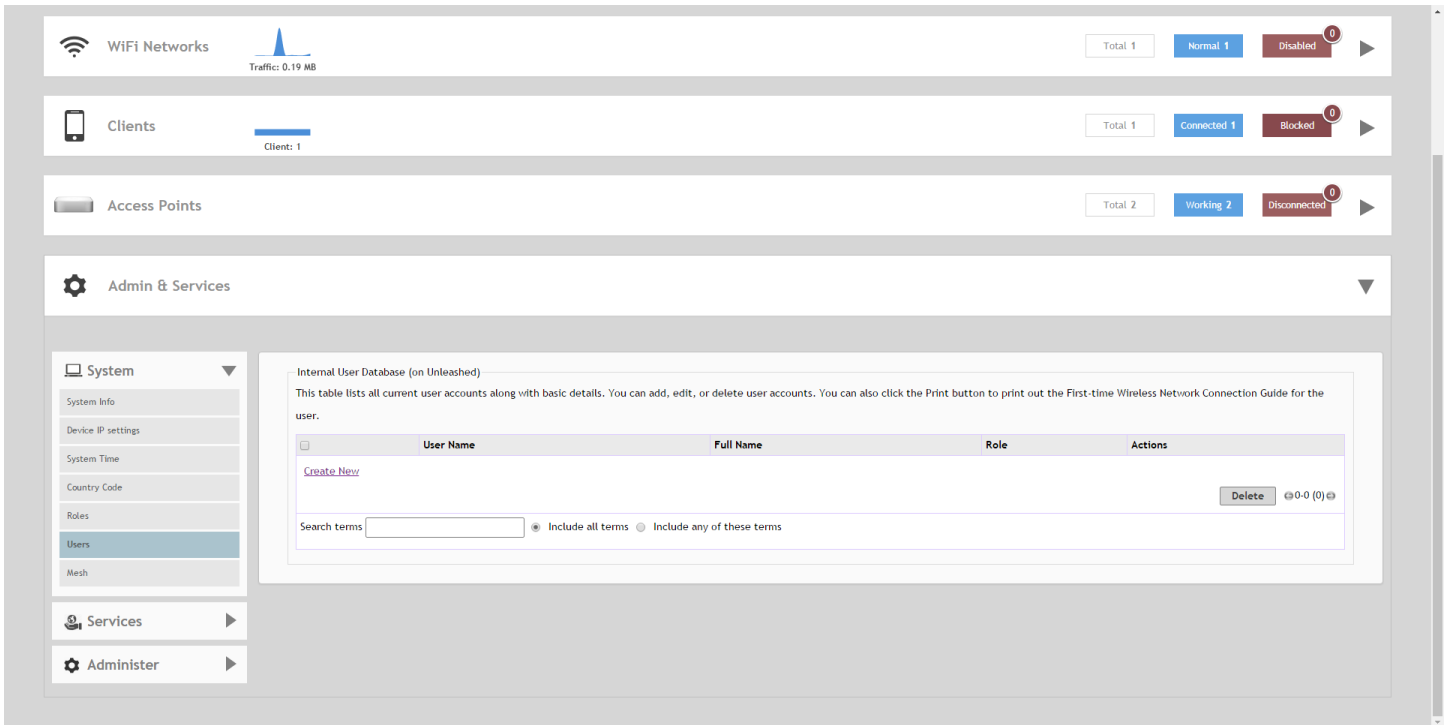 WiFi Networks
Traffic: 0.19 MB
Total 1
Normal 1
Disabled
0
Clients
Client: 1
Total 1
Connected 1
Blocked
0
Access Points
Total 2
Working 2
Disconnected
0
Admin & Services
System
System Info
Device IP settings
System Time
Country Code
Roles
Users
Mesh
Services
Administer
Internal User Database (on Unleashed)
This table lists all current user accounts along with basic details. You can add, edit, or delete user accounts. You can also click the Print button to print out the First-time Wireless Network Connection Guide for the
user.
User Name Full Name Role Actions
Create New
Delete 0-0 (0)
Search terms Include all terms Include any of these terms